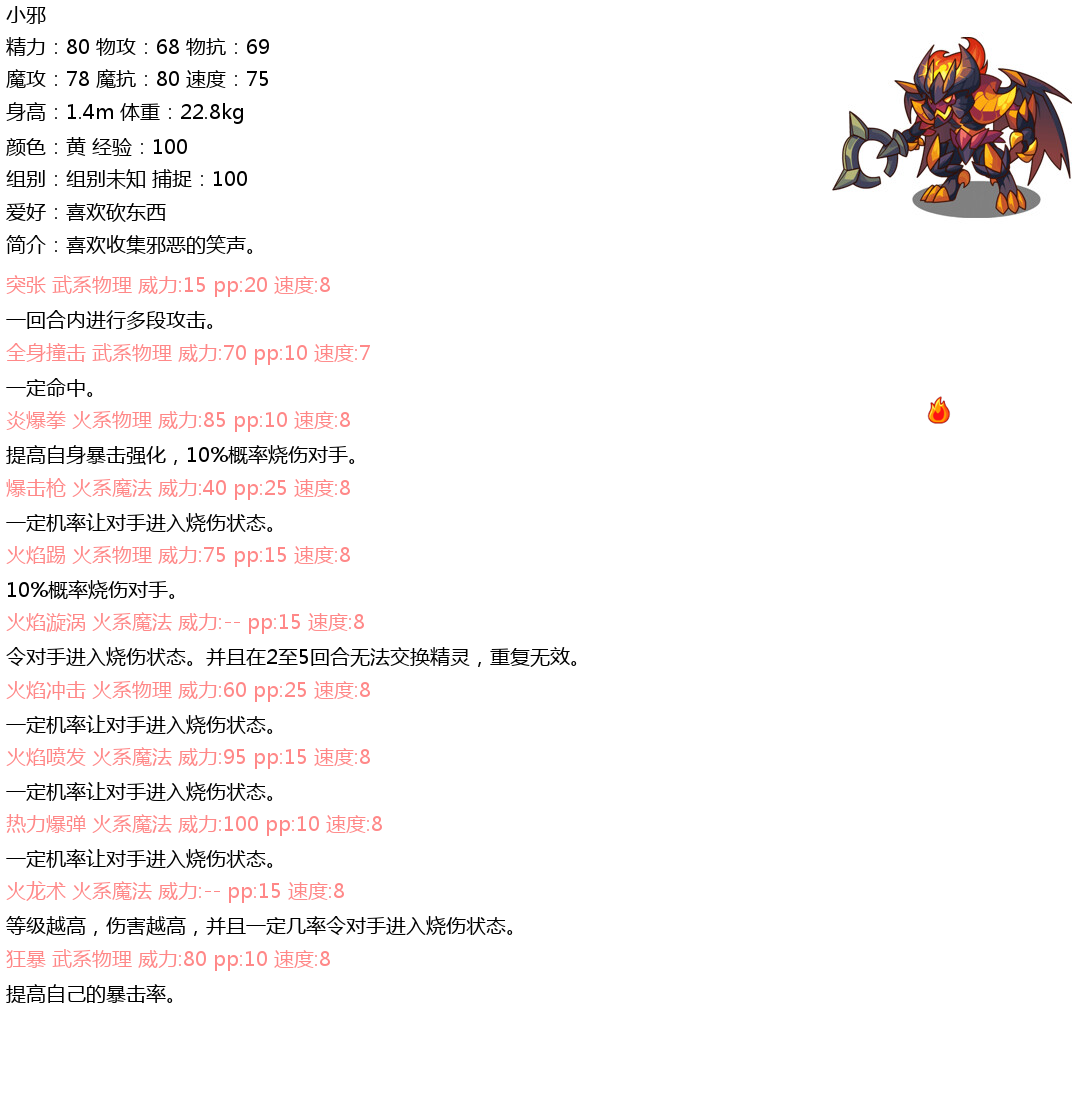 小邪
精力：80 物攻：68 物抗：69
魔攻：78 魔抗：80 速度：75
身高：1.4m 体重：22.8kg
颜色：黄 经验：100
组别：组别未知 捕捉：100
爱好：喜欢砍东西
简介：喜欢收集邪恶的笑声。
突张 武系物理 威力:15 pp:20 速度:8
一回合内进行多段攻击。
全身撞击 武系物理 威力:70 pp:10 速度:7
一定命中。
炎爆拳 火系物理 威力:85 pp:10 速度:8
提高自身暴击强化，10%概率烧伤对手。
爆击枪 火系魔法 威力:40 pp:25 速度:8
一定机率让对手进入烧伤状态。
火焰踢 火系物理 威力:75 pp:15 速度:8
10%概率烧伤对手。
火焰漩涡 火系魔法 威力:-- pp:15 速度:8
令对手进入烧伤状态。并且在2至5回合无法交换精灵，重复无效。
火焰冲击 火系物理 威力:60 pp:25 速度:8
一定机率让对手进入烧伤状态。
火焰喷发 火系魔法 威力:95 pp:15 速度:8
一定机率让对手进入烧伤状态。
热力爆弹 火系魔法 威力:100 pp:10 速度:8
一定机率让对手进入烧伤状态。
火龙术 火系魔法 威力:-- pp:15 速度:8
等级越高，伤害越高，并且一定几率令对手进入烧伤状态。
狂暴 武系物理 威力:80 pp:10 速度:8
提高自己的暴击率。